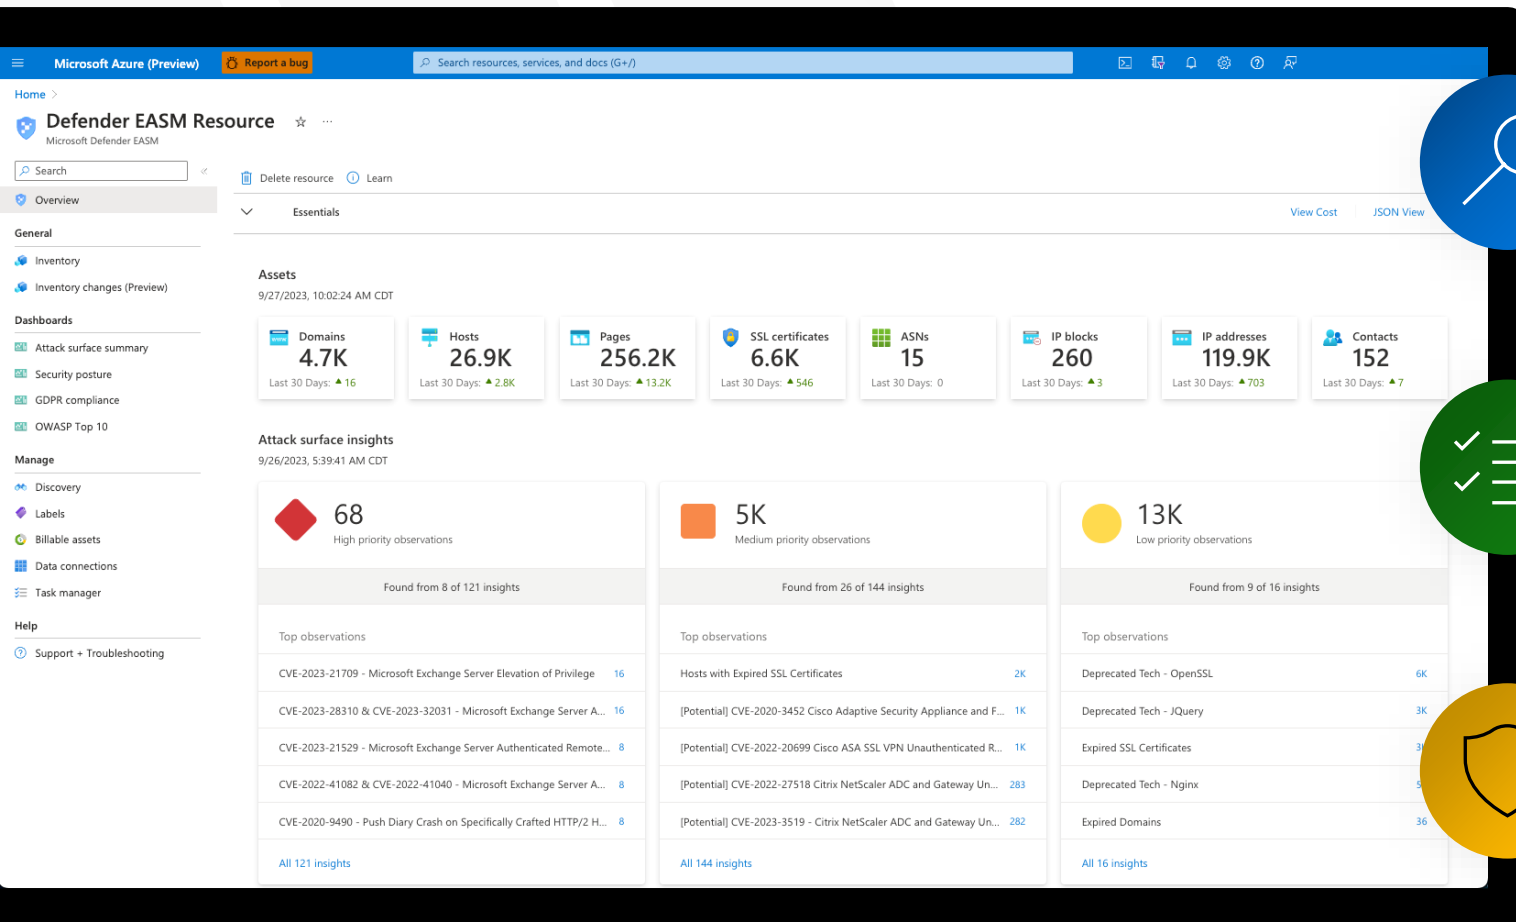 Microsoft Azure (Preview)
Report a bug
Search resources, services, and docs (G+/)
Home >
Defender EASM Resource
Microsoft Defender EASM
Search
Overview
General
Inventory
Inventory changes (Preview)
Dashboards
Attack surface summary
Security posture
GDPR compliance
OWASP Top 10
Manage
Discovery
Labels
Billable assets
Data connections
Task manager
Help
Support + Troubleshooting
Delete resource
Learn
Essentials
View Cost
JSON View
Assets
9/27/2023, 10:02:24 AM CDT
Domains
4.7K
Last 30 Days: 16
Hosts
26.9K
Last 30 Days: 2.8K
Pages
256.2K
Last 30 Days: 13.2K
SSL certificates
6.6K
Last 30 Days: 546
ASNs
15
Last 30 Days: 0
IP blocks
260
Last 30 Days: 3
IP addresses
119.9K
Last 30 Days: 703
Contacts
152
Last 30 Days: 7
Attack surface insights
9/26/2023, 5:39:41 AM CDT
68
High priority observations
Found from 8 of 121 insights
Top observations
CVE-2023-21709 - Microsoft Exchange Server Elevation of Privilege 16
CVE-2023-28310 & CVE-2023-32031 - Microsoft Exchange Server A... 16
CVE-2023-21529 - Microsoft Exchange Server Authenticated Remote... 8
CVE-2022-41082 & CVE-2022-41040 - Microsoft Exchange Server A... 8
CVE-2020-9490 - Push Diary Crash on Specifically Crafted HTTP/2 H... 8
All 121 insights
5K
Medium priority observations
Found from 26 of 144 insights
Top observations
Hosts with Expired SSL Certificates 2K
[Potential] CVE-2020-3452 Cisco Adaptive Security Appliance and F... 1K
[Potential] CVE-2022-20699 Cisco ASA SSL VPN Unauthenticated R... 1K
[Potential] CVE-2022-27518 Citrix NetScaler ADC and Gateway Un... 283
[Potential] CVE-2023-3519 - Citrix NetScaler ADC and Gateway Un... 282
All 144 insights
13K
Low priority observations
Found from 9 of 16 insights
Top observations
Deprecated Tech - OpenSSL 6K
Deprecated Tech - JQuery 3K
Expired SSL Certificates
Deprecated Tech - Nginx
Expired Domains 36
All 16 insights